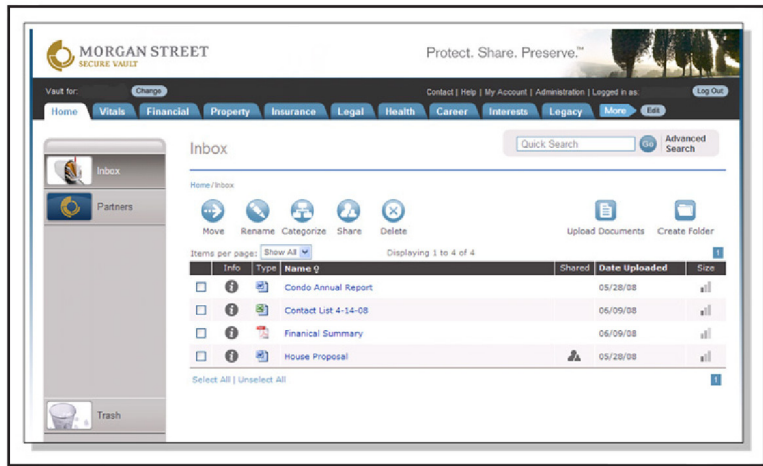 MORGAN STREET
SECURE VAULT
Protect. Share. Preserve.™
Vault for: Change
Contact | Help | My Account | Administration | Logged in as: Log Out
Home Vitals Financial Property Insurance Legal Health Career Interests Legacy More Edit
Inbox
Quick Search Go Advanced Search
Inbox
Partners
Home/Inbox
Move Rename Categorize Share Delete Upload Documents Create Folder
Items per page: Show All Displaying 1 to 4 of 4 1
Info Type Name Shared Date Uploaded Size
Condo Annual Report 05/28/08
Contact List 4-14-08 06/09/08
Finanical Summary 06/09/08
House Proposal 05/28/08
Select All | Unselect All 1
Trash